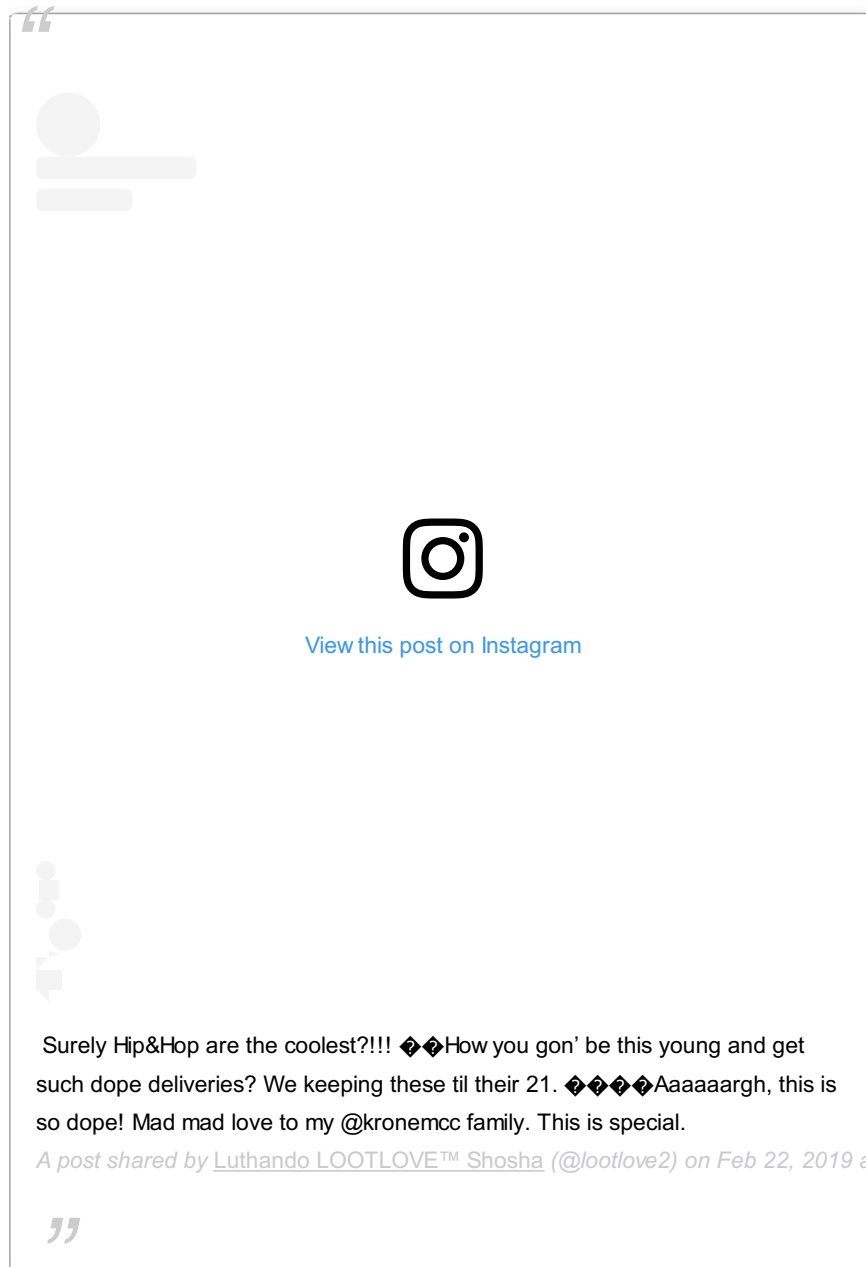 “
View this post on Instagram
Surely Hip&Hop are the coolest?!!! ��How you gon’ be this young and get
such dope deliveries? We keeping these til their 21. ����Aaaaaargh, this is
so dope! Mad mad love to my @kronemcc family. This is special.
A post shared by Luthando LOOTLOVE™ Shosha (@lootlove2) on Feb 22, 2019 a
”